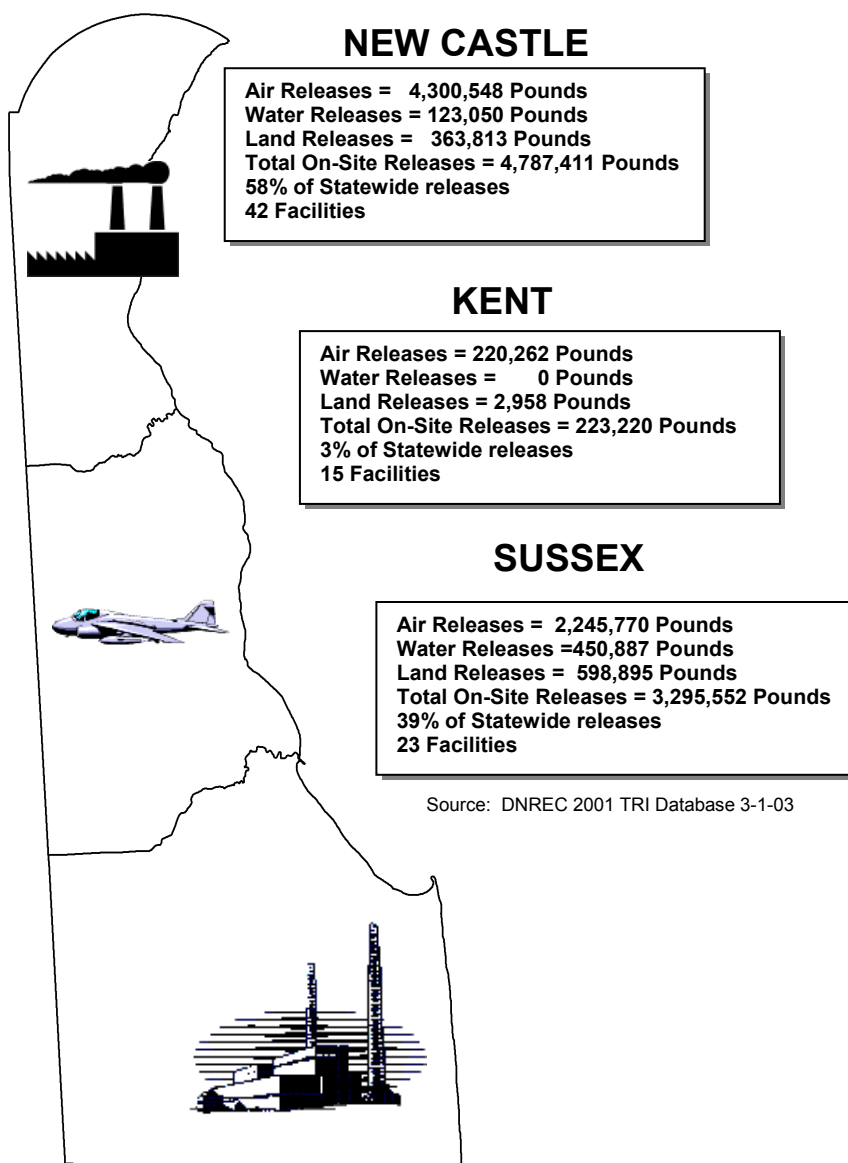 NEW CASTLE
Air Releases =   4,300,548 Pounds
Water Releases = 123,050 Pounds
Land Releases =   363,813 Pounds
Total On-Site Releases = 4,787,411 Pounds
58% of Statewide releases
42 Facilities
KENT
Air Releases = 220,262 Pounds
Water Releases =       0 Pounds
Land Releases = 2,958 Pounds
Total On-Site Releases = 223,220 Pounds
3% of Statewide releases
15 Facilities
SUSSEX
Air Releases =  2,245,770 Pounds
Water Releases =450,887 Pounds
Land Releases =  598,895 Pounds
Total On-Site Releases = 3,295,552 Pounds
39% of Statewide releases
23 Facilities
Source:  DNREC 2001 TRI Database 3-1-03